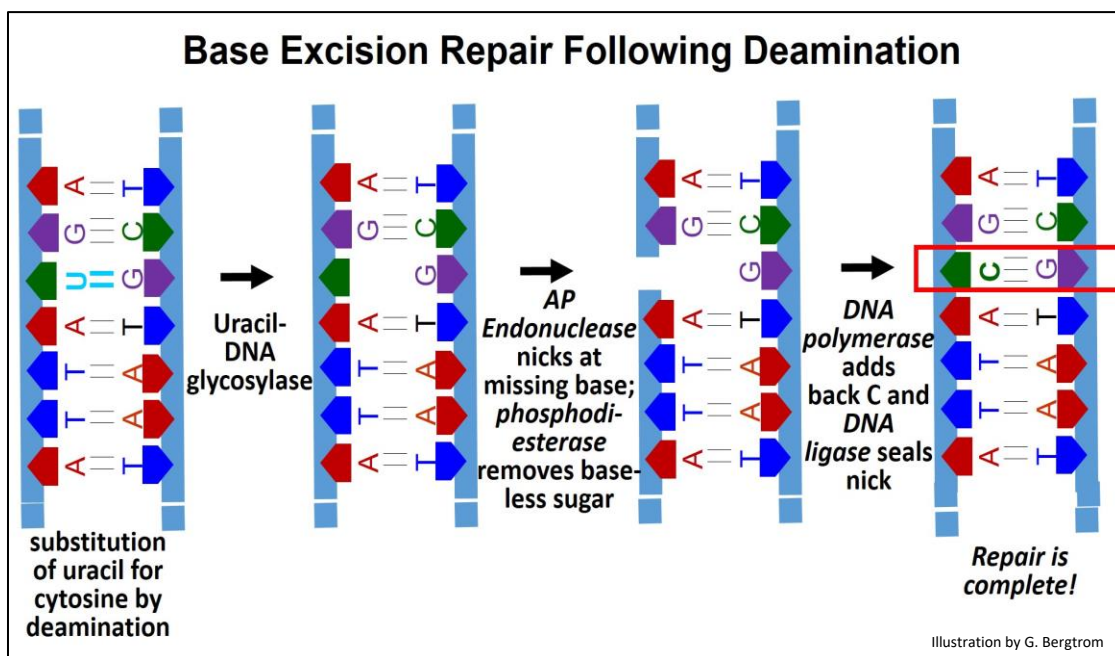 Base Excision Repair Following Deamination
A T
G C
U G
A T
T A
T A
A T
substitution
of uracil for
cytosine by
deamination
Uracil-
DNA
glycosylase
A T
G C
G
A T
T A
T A
A T
AP
Endonuclease
nicks at
missing base;
phosphodi-
esterase
removes base-
less sugar
A T
G C
G
A T
T A
T A
A T
DNA
polymerase
adds
back C and
DNA
ligase seals
nick
A T
G C
C G
A T
T A
T A
A T
Repair is
complete!
Illustration by G. Bergtrom